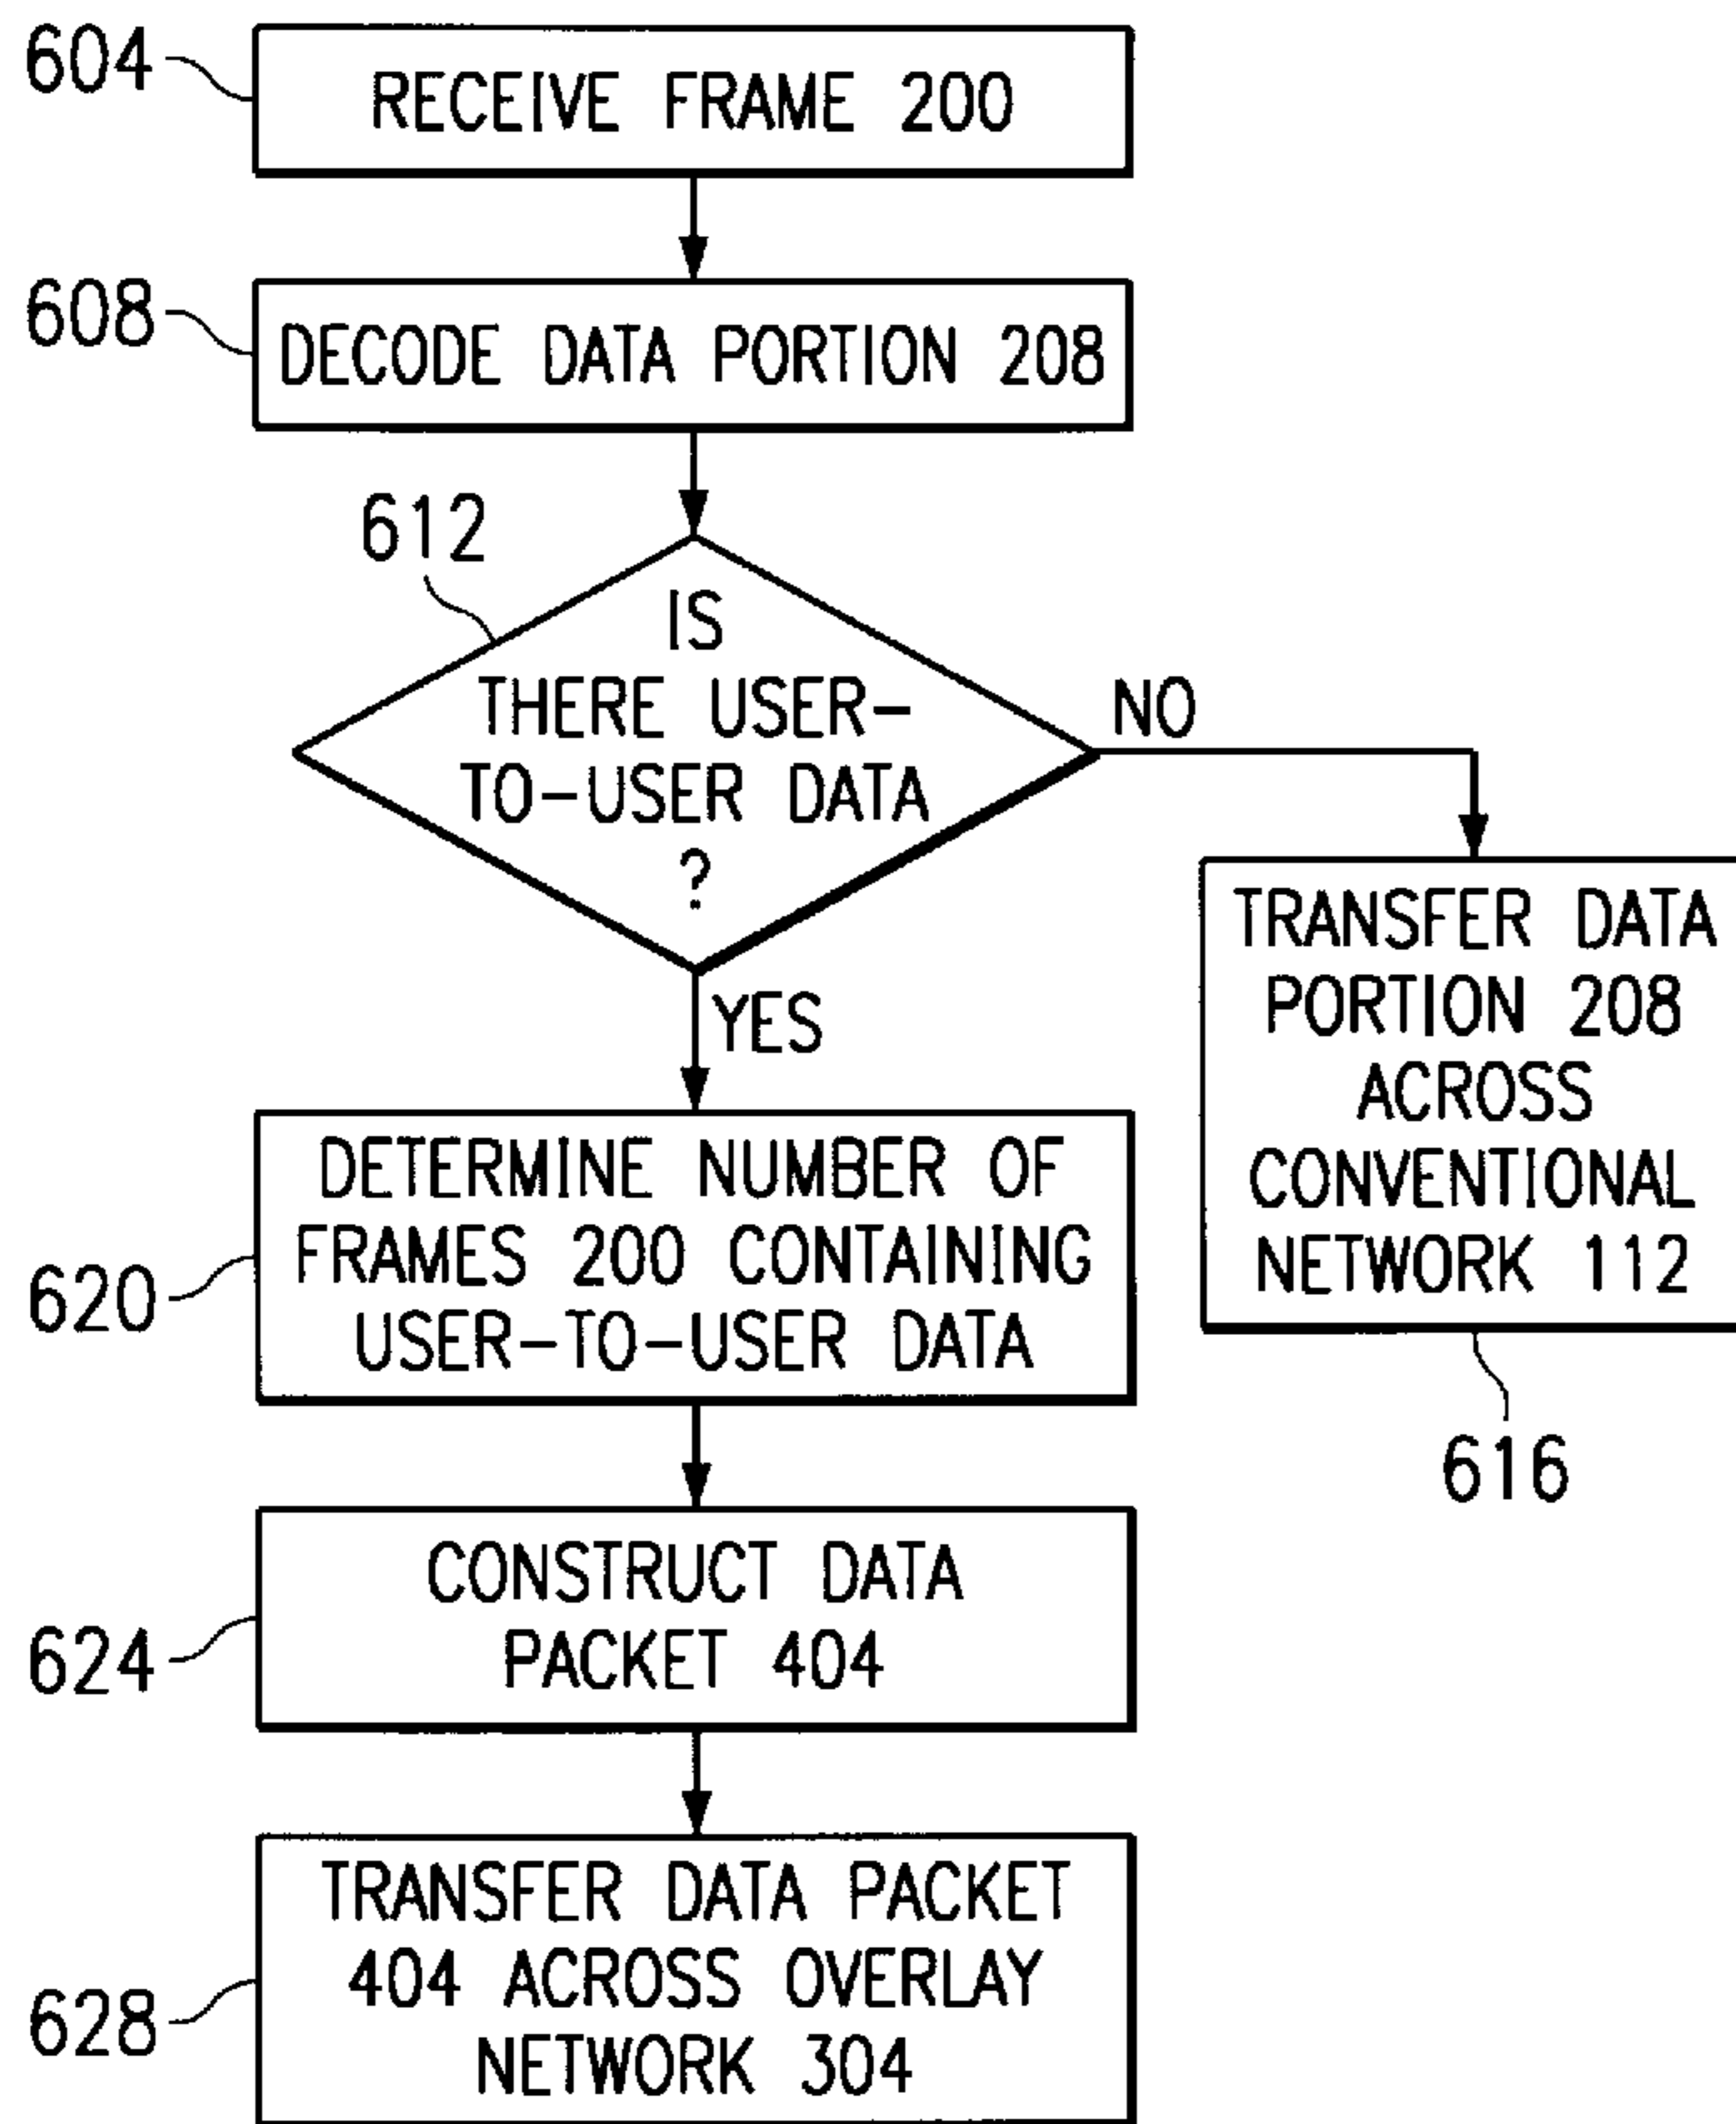 604
RECEIVE FRAME 200
608
DECODE DATA PORTION 208
612
IS
THERE USER-
TO-USER DATA
?
NO
YES
TRANSFER DATA
PORTION 208
ACROSS
CONVENTIONAL
NETWORK 112
616
620
DETERMINE NUMBER OF
FRAMES 200 CONTAINING
USER-TO-USER DATA
624
CONSTRUCT DATA
PACKET 404
628
TRANSFER DATA PACKET
404 ACROSS OVERLAY
NETWORK 304